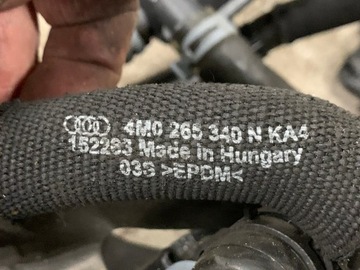 4M0 265 340 N KA4
152283 Made in Hungary
03S >EPDM<